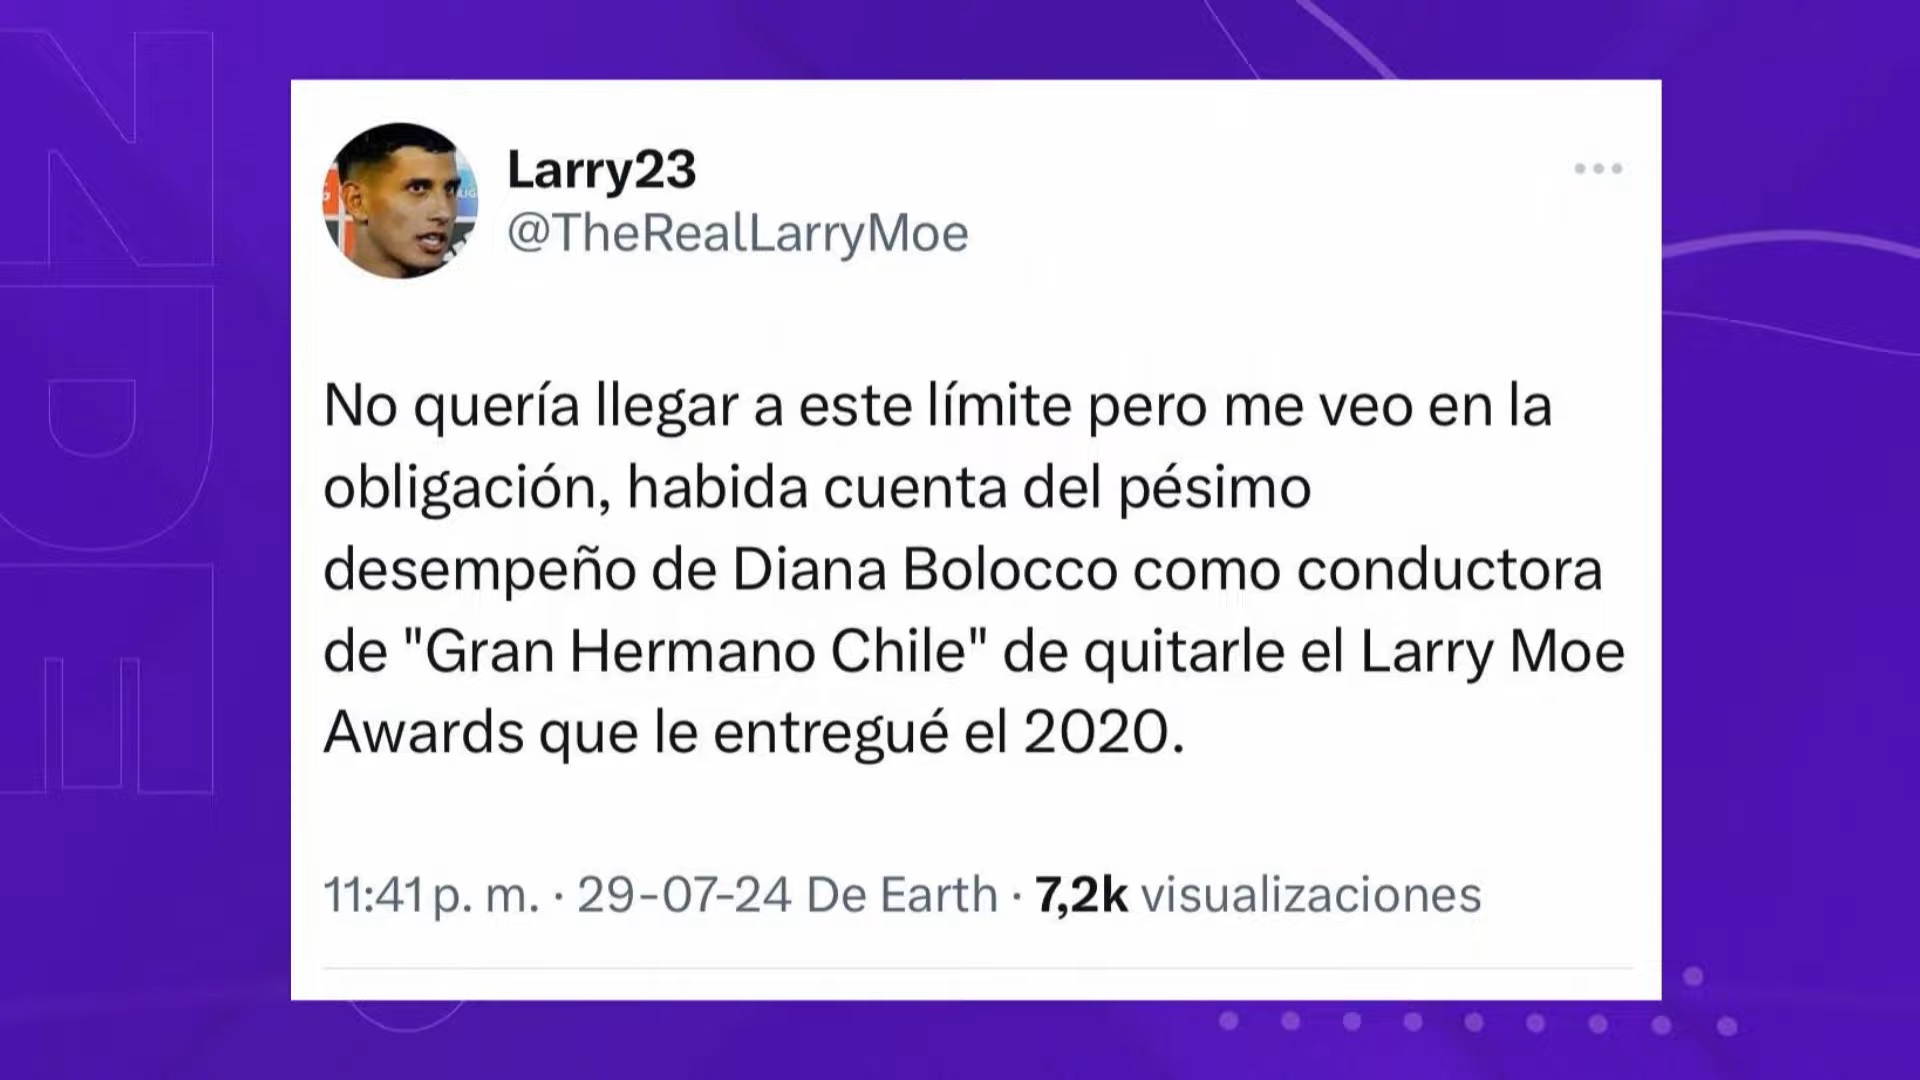 Larry23
@TheRealLarryMoe
No quería llegar a este límite pero me veo en la
obligación, habida cuenta del pésimo
desempeño de Diana Bolocco como conductora
de "Gran Hermano Chile" de quitarle el Larry Moe
Awards que le entregué el 2020.
11:41 p. m. · 29-07-24 De Earth · 7,2k visualizaciones